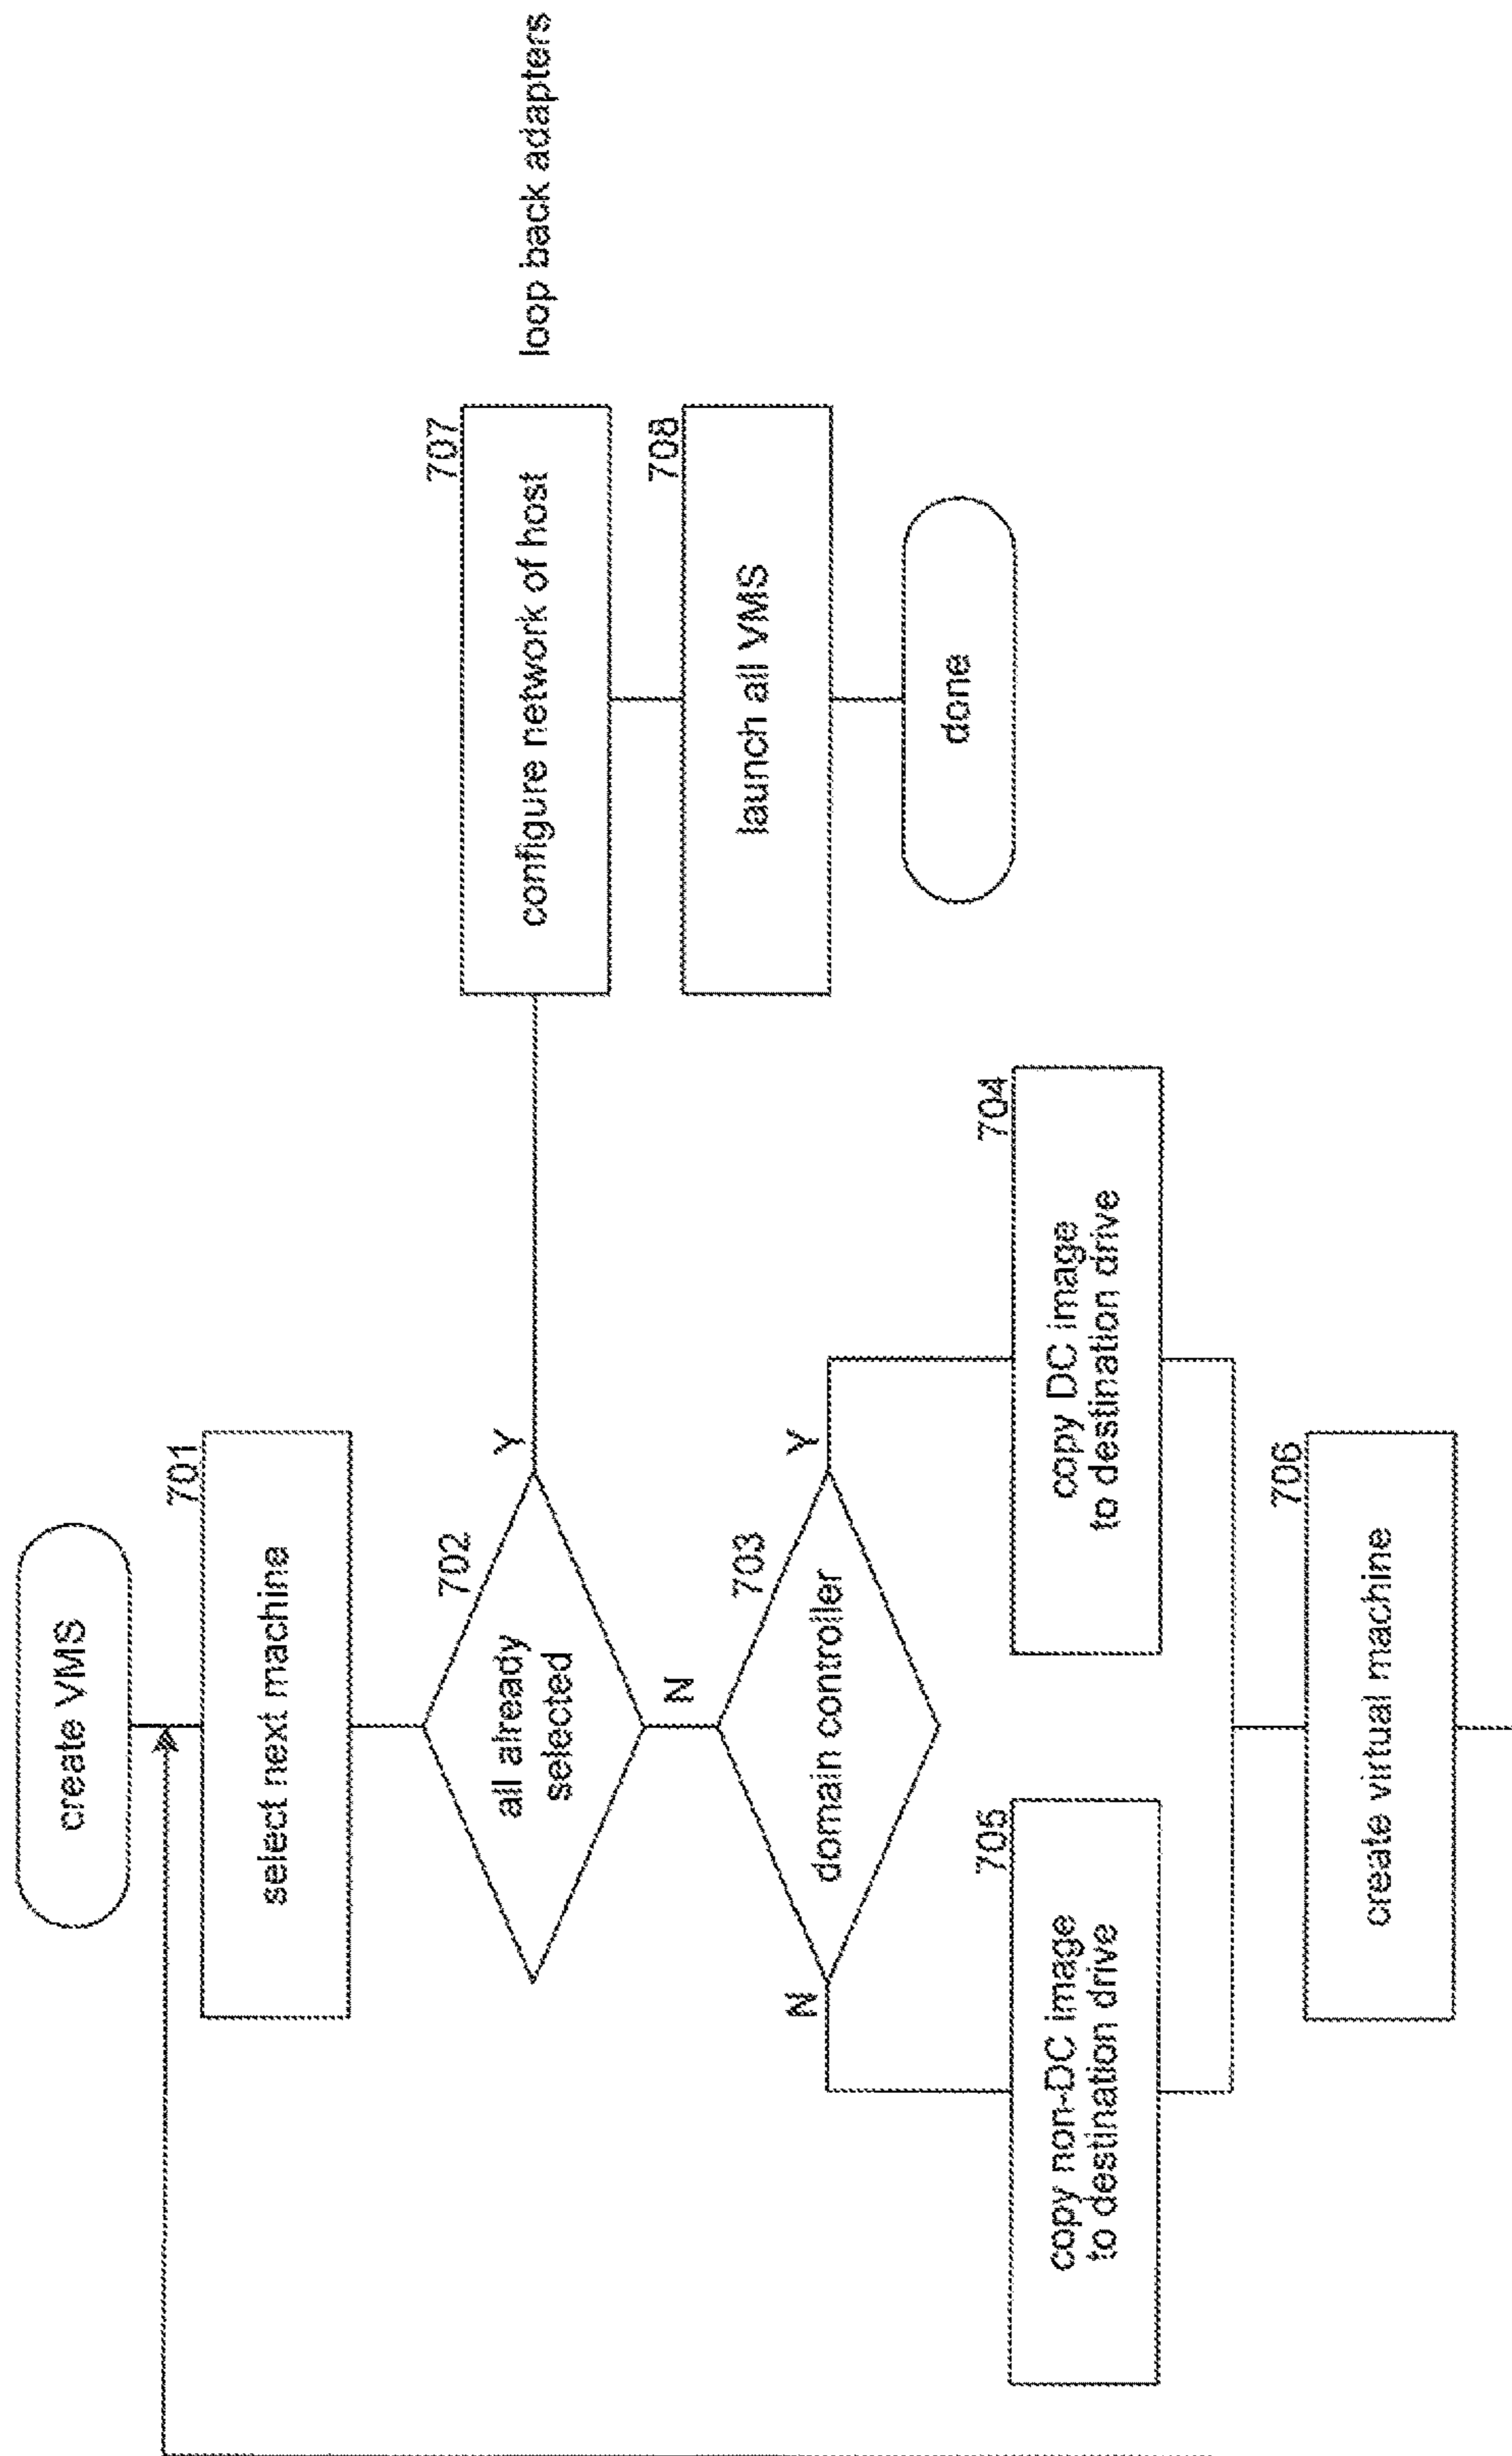 create VMS
701
select next machine
702
all already
selected
Y
N
707
configure network of host
loop back adapters
708
launch all VMS
done
703
domain controller
N
Y
705
copy non-DC image
to destination drive
704
copy DC image
to destination drive
706
create virtual machine